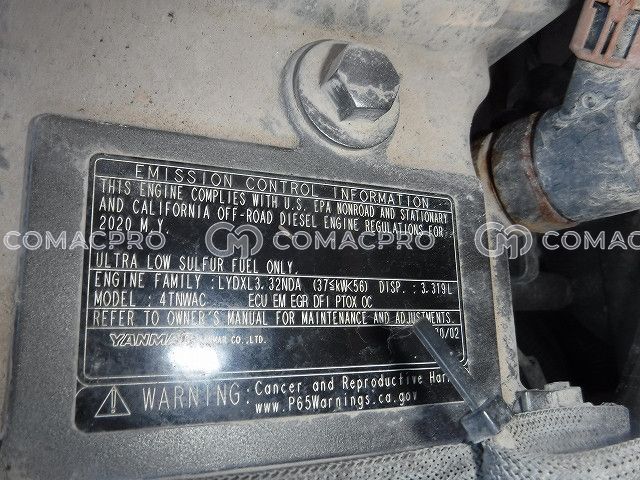 EMISSION CONTROL INFORMATION
THIS ENGINE COMPLIES WITH U.S. EPA NONROAD AND STATIONARY
AND CALIFORNIA OFF-ROAD DIESEL ENGINE REGULATIONS FOR
2020 M.Y.
COMACPRO COMACPRO COMACPRO
ULTRA LOW SULFUR FUEL ONLY.
ENGINE FAMILY : LYDXL3.32NDA (37≦kW<56) DISP. : 3.319L
MODEL : 4TNWAC ECU EM EGR DFI PTOX OC
REFER TO OWNER'S MANUAL FOR MAINTENANCE AND ADJUSTMENTS.
CO.,LTD. /02
WARNING: Cancer and Reproductive
www.P65Warnings.ca.gov